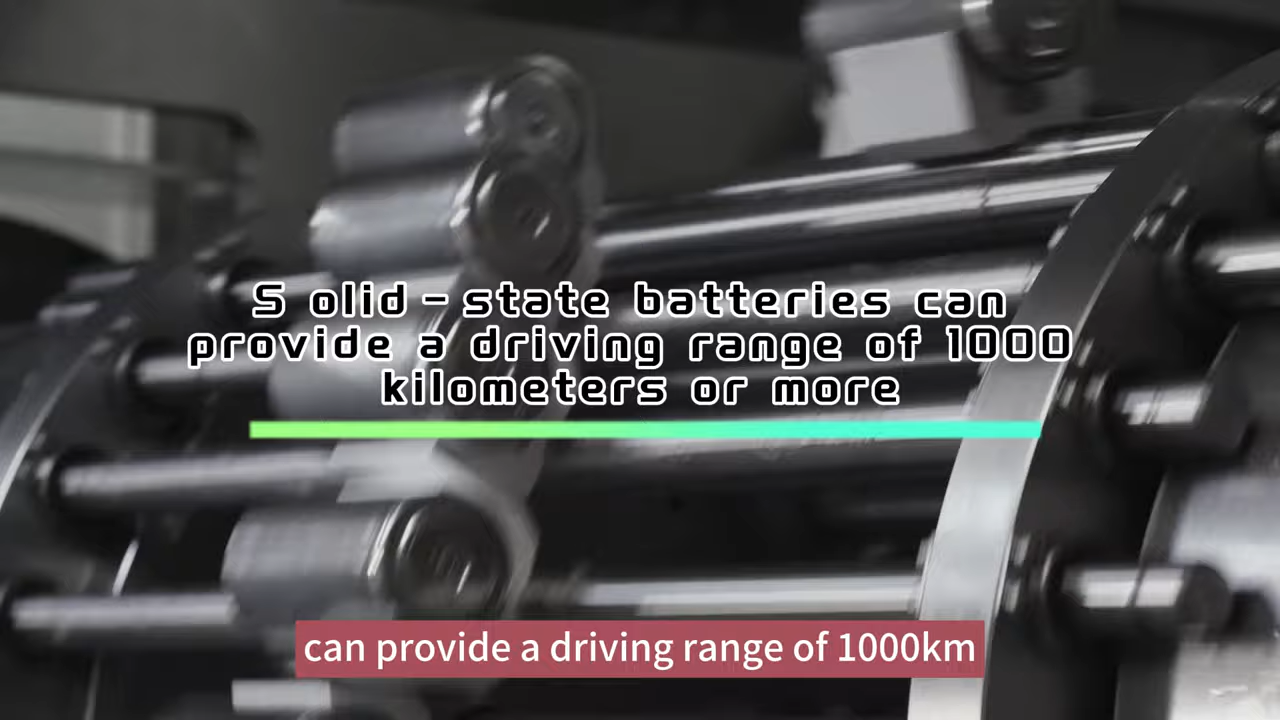 S olid-state batteries can
provide a driving range of 1000
kilometers or more
can provide a driving range of 1000km